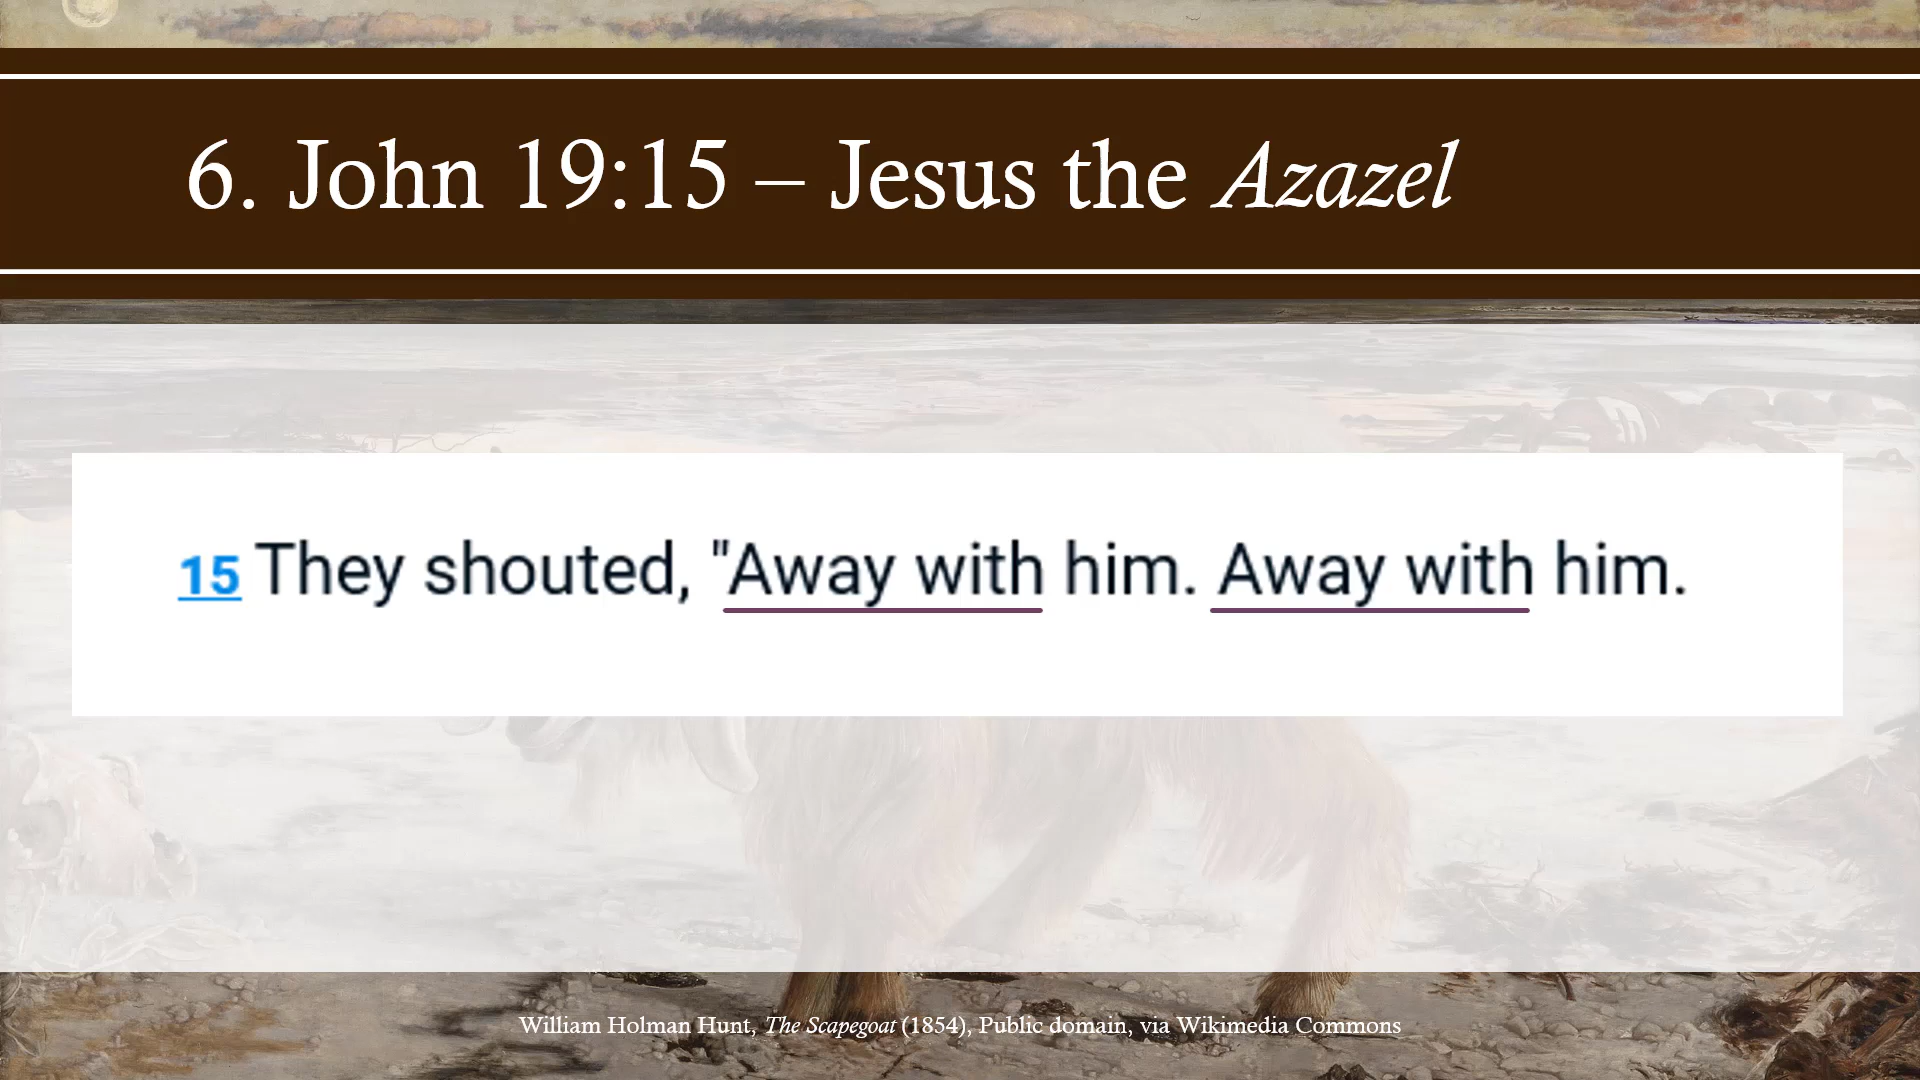 6. John 19:15 – Jesus the Azazel
15 They shouted, "Away with him. Away with him.
William Holman Hunt, The Scapegoat (1854), Public domain, via Wikimedia Commons